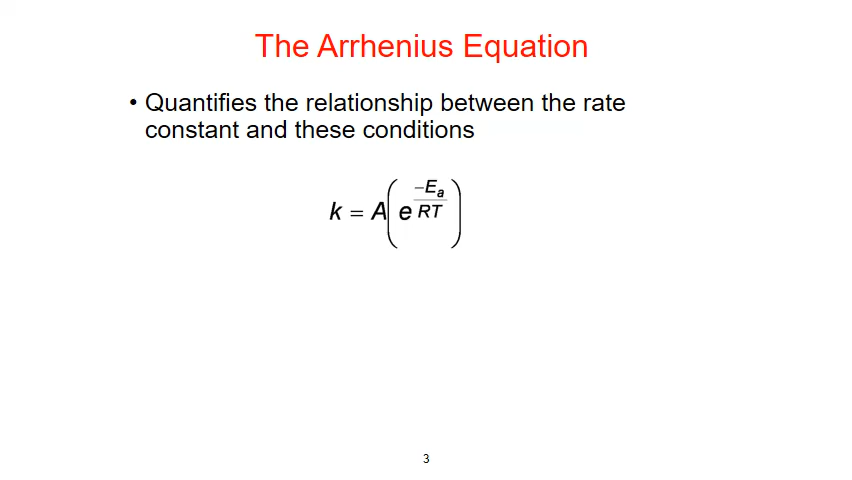 The Arrhenius Equation
• Quantifies the relationship between the rate
constant and these conditions
k = A(e^(−Eₐ/RT))
3